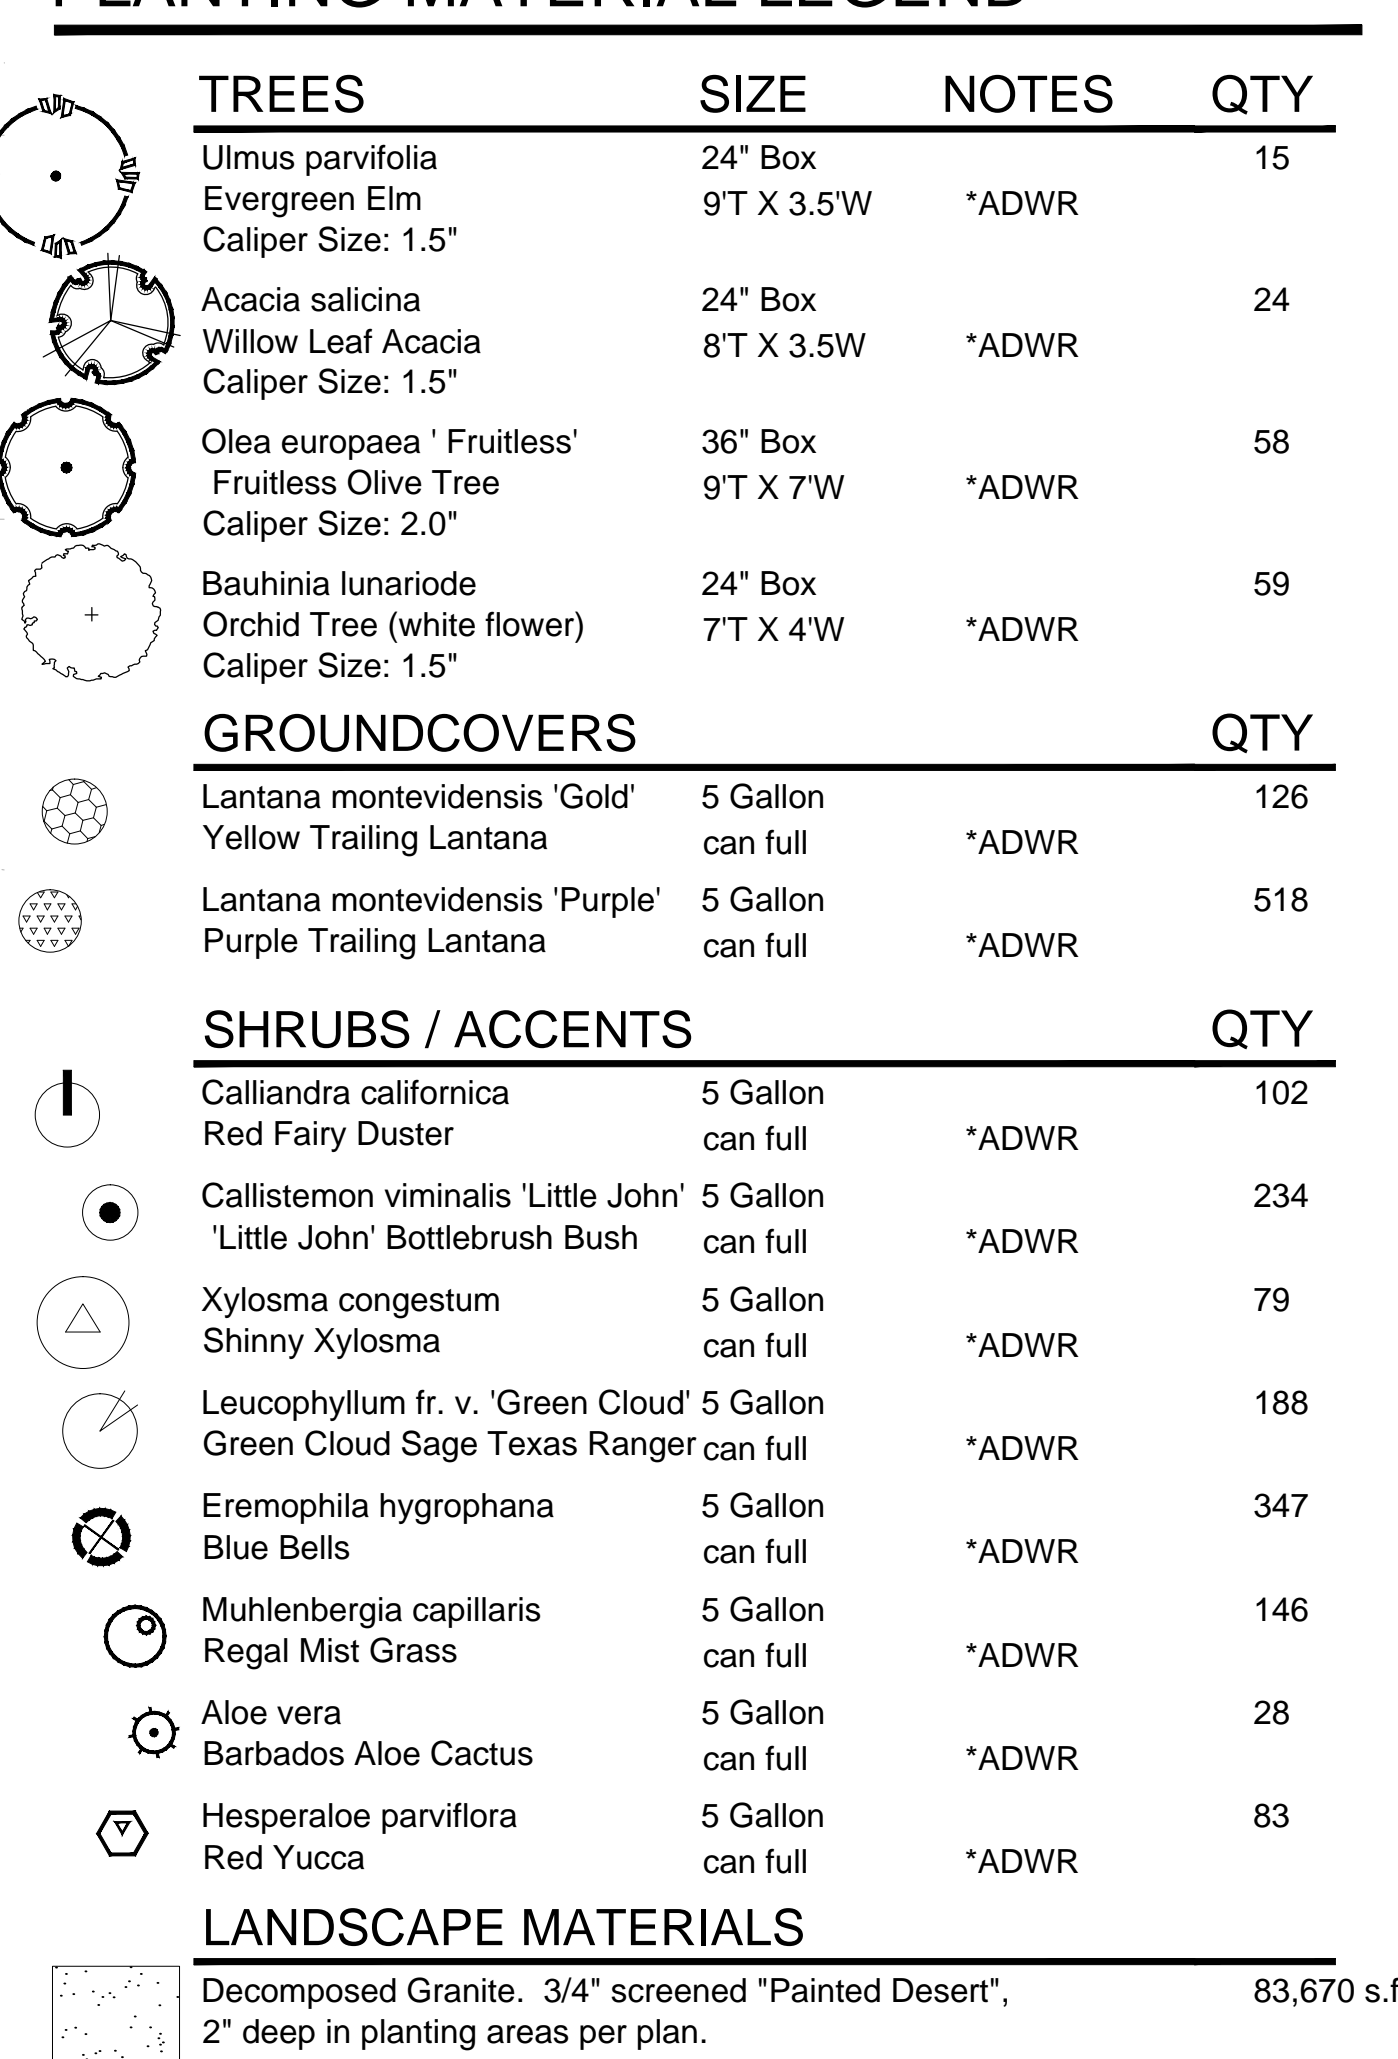 PLANTING MATERIAL LEGEND
TREES SIZE NOTES QTY
Ulmus parvifolia 24" Box 15
Evergreen Elm 9'T X 3.5'W *ADWR
Caliper Size: 1.5"
Acacia salicina 24" Box 24
Willow Leaf Acacia 8'T X 3.5W *ADWR
Caliper Size: 1.5"
Olea europaea ' Fruitless' 36" Box 58
Fruitless Olive Tree 9'T X 7'W *ADWR
Caliper Size: 2.0"
Bauhinia lunariode 24" Box 59
Orchid Tree (white flower) 7'T X 4'W *ADWR
Caliper Size: 1.5"
GROUNDCOVERS QTY
Lantana montevidensis 'Gold' 5 Gallon 126
Yellow Trailing Lantana can full *ADWR
Lantana montevidensis 'Purple' 5 Gallon 518
Purple Trailing Lantana can full *ADWR
SHRUBS / ACCENTS QTY
Calliandra californica 5 Gallon 102
Red Fairy Duster can full *ADWR
Callistemon viminalis 'Little John' 5 Gallon 234
'Little John' Bottlebrush Bush can full *ADWR
Xylosma congestum 5 Gallon 79
Shinny Xylosma can full *ADWR
Leucophyllum fr. v. 'Green Cloud' 5 Gallon 188
Green Cloud Sage Texas Ranger can full *ADWR
Eremophila hygrophana 5 Gallon 347
Blue Bells can full *ADWR
Muhlenbergia capillaris 5 Gallon 146
Regal Mist Grass can full *ADWR
Aloe vera 5 Gallon 28
Barbados Aloe Cactus can full *ADWR
Hesperaloe parviflora 5 Gallon 83
Red Yucca can full *ADWR
LANDSCAPE MATERIALS
Decomposed Granite. 3/4" screened "Painted Desert", 83,670 s.f
2" deep in planting areas per plan.